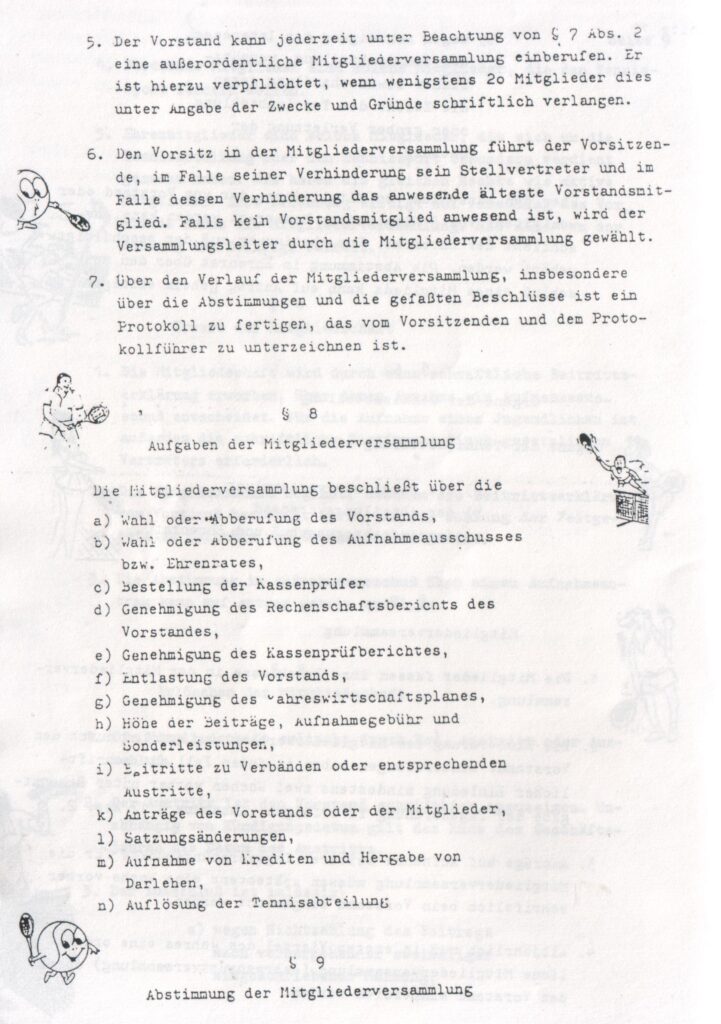 5. Der Vorstand kann jederzeit unter Beachtung von § 7 Abs. 2
eine außerordentliche Mitgliederversammlung einberufen. Er
ist hierzu verpflichtet, wenn wenigstens 2o Mitglieder dies
unter Angabe der Zwecke und Gründe schriftlich verlangen.
6. Den Vorsitz in der Mitgliederversammlung führt der Vorsitzen-
de, im Falle seiner Verhinderung sein Stellvertreter und im
Falle dessen Verhinderung das anwesende älteste Vorstandsmit-
glied. Falls kein Vorstandsmitglied anwesend ist, wird der
Versammlungsleiter durch die Mitgliederversammlung gewählt.
7. Über den Verlauf der Mitgliederversammlung, insbesondere
über die Abstimmungen und die gefaßten Beschlüsse ist ein
Protokoll zu fertigen, das vom Vorsitzenden und dem Proto-
kollführer zu unterzeichnen ist.
§ 8
Aufgaben der Mitgliederversammlung
Die Mitgliederversammlung beschließt über die
a) Wahl oder Abberufung des Vorstands,
b) Wahl oder Abberufung des Aufnahmeausschusses
bzw. Ehrenrates,
c) Bestellung der Kassenprüfer
d) Genehmigung des Rechenschaftsberichts des
Vorstandes,
e) Genehmigung des Kassenprüfberichtes,
f) Entlastung des Vorstands,
g) Genehmigung des Jahreswirtschaftsplanes,
h) Höhe der Beiträge, Aufnahmegebühr und
Sonderleistungen,
i) Beitritte zu Verbänden oder entsprechenden
Austritte,
k) Anträge des Vorstands oder der Mitglieder,
l) Satzungsänderungen,
m) Aufnahme von Krediten und Hergabe von
Darlehen,
n) Auflösung der Tennisabteilung
§ 9
Abstimmung der Mitgliederversammlung